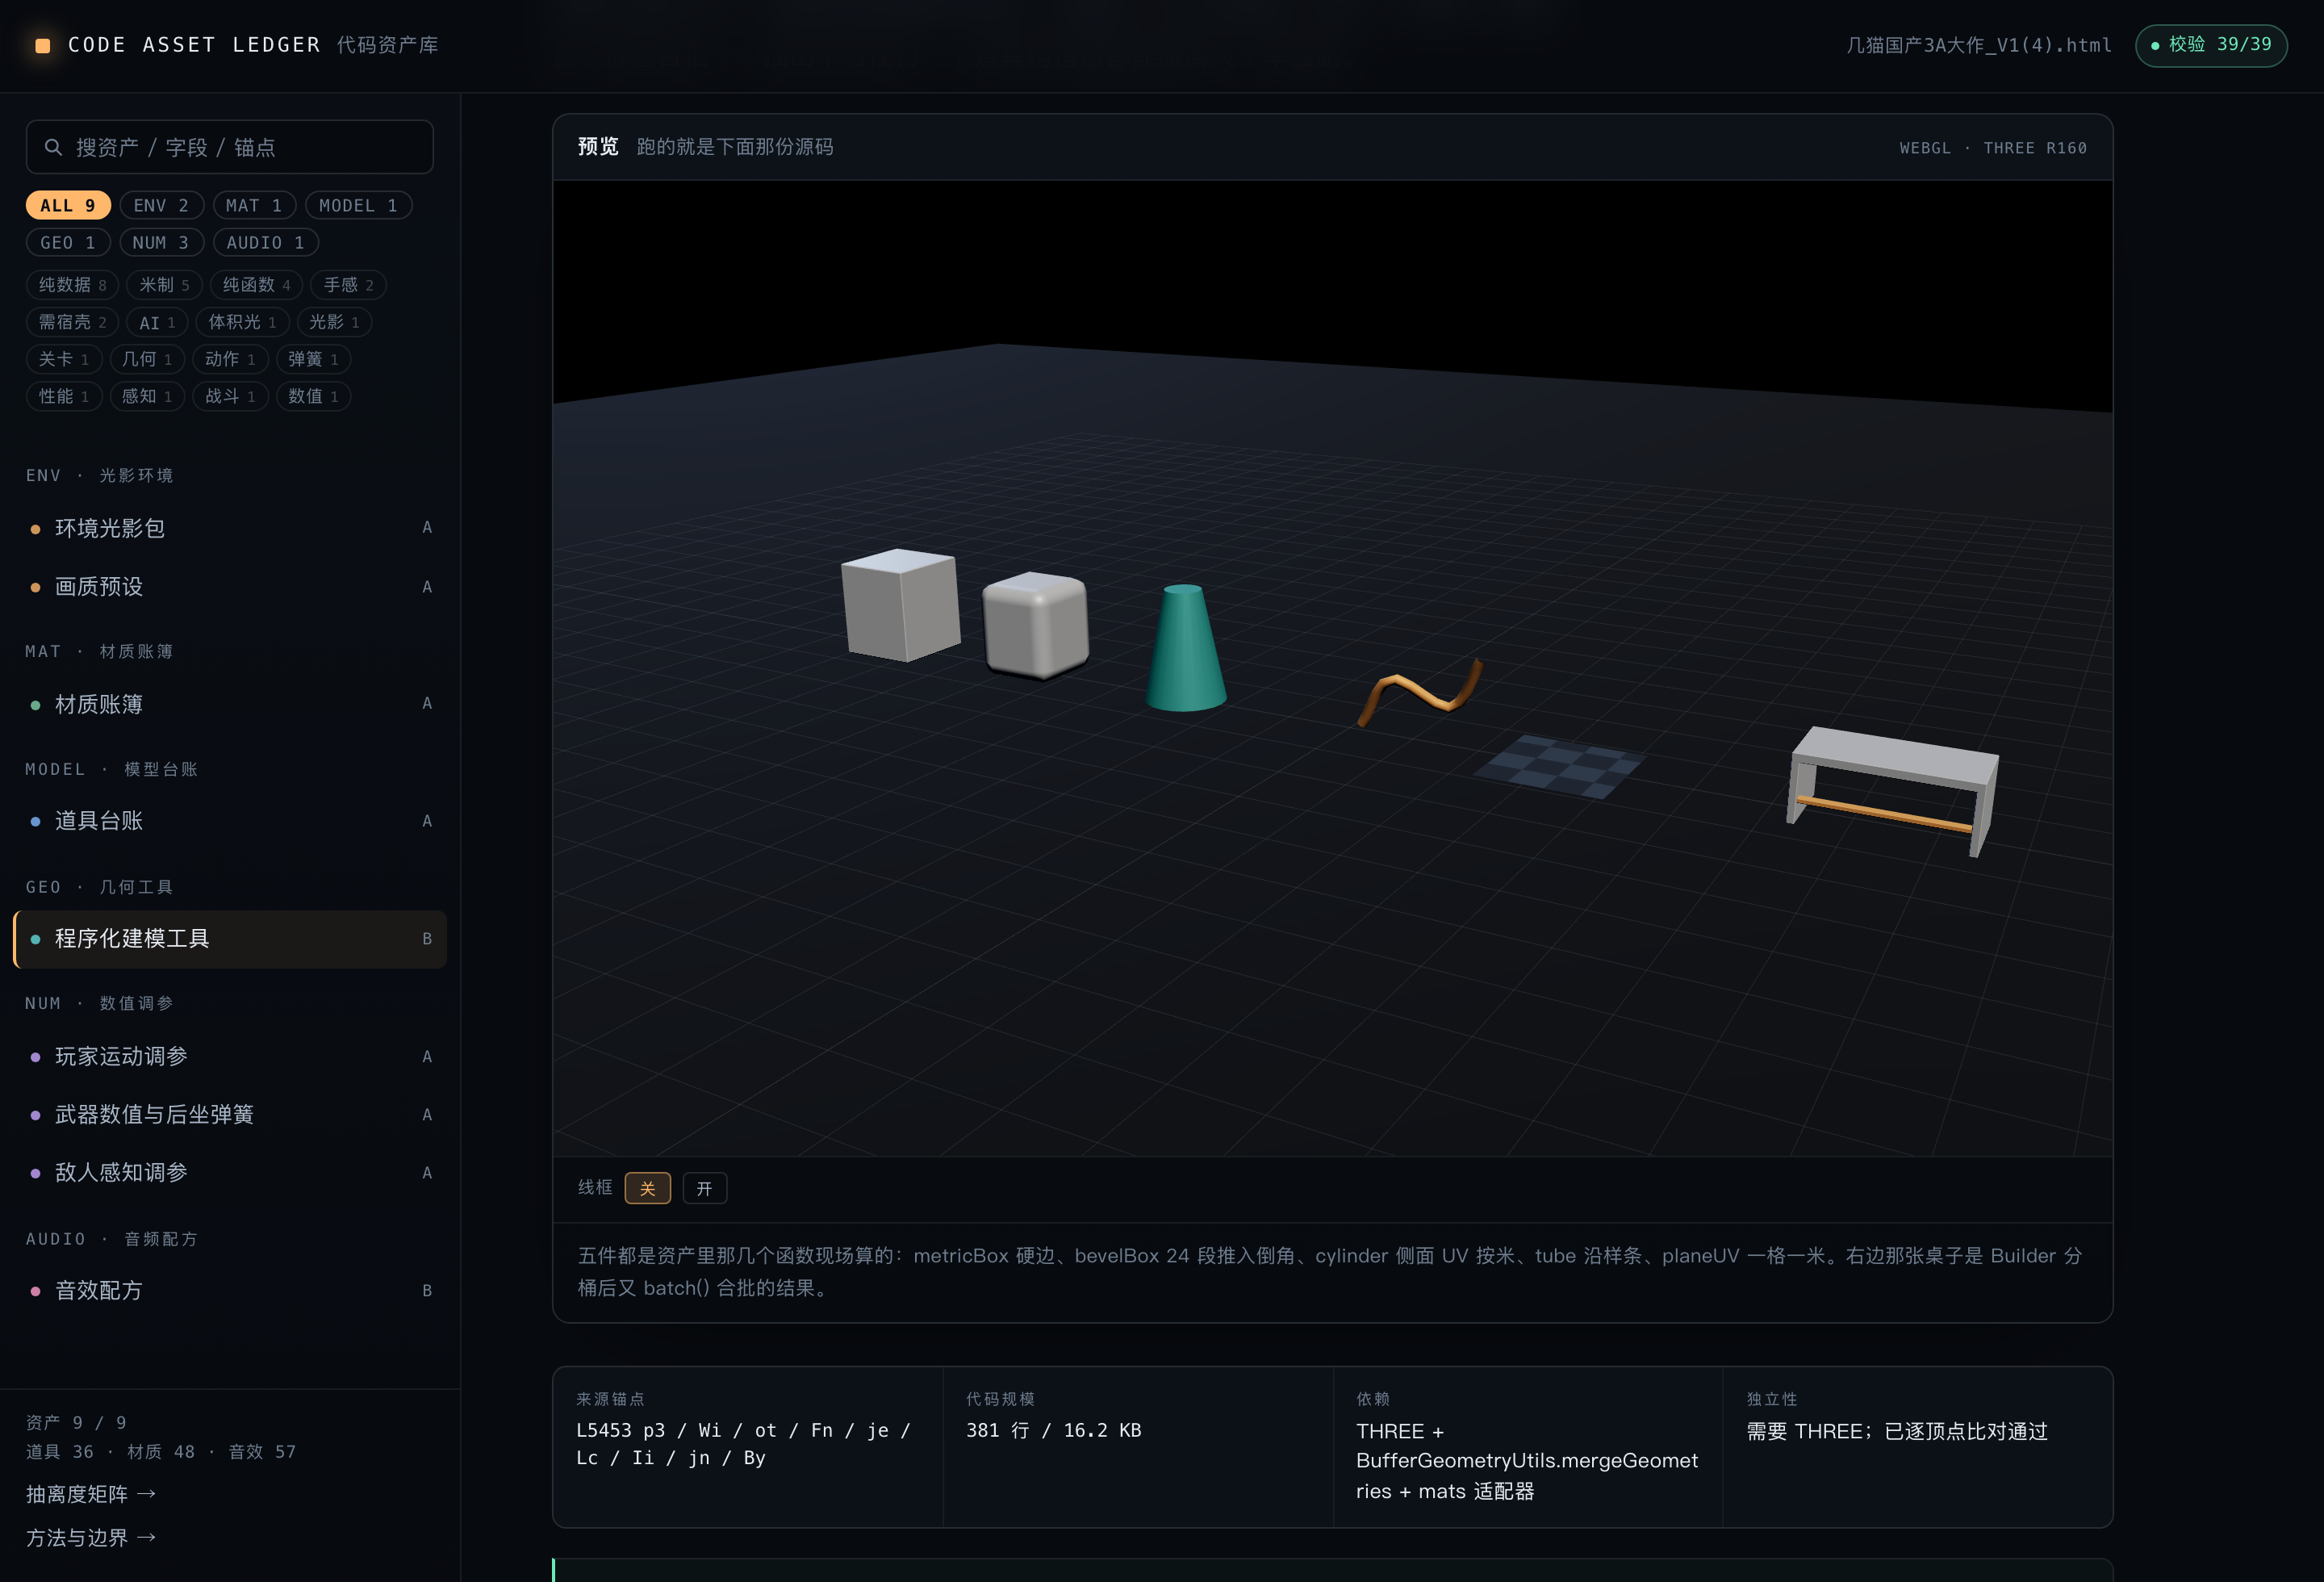 CODE ASSET LEDGER 代码资产库
几猫国产3A大作_V1(4).html
校验 39/39
搜资产 / 字段 / 锚点
ALL 9 ENV 2 MAT 1 MODEL 1
GEO 1 NUM 3 AUDIO 1
纯数据 8 米制 5 纯函数 4 手感 2
需宿壳 2 AI 1 体积光 1 光影 1
关卡 1 几何 1 动作 1 弹簧 1
性能 1 感知 1 战斗 1 数值 1
ENV · 光影环境
环境光影包 A
画质预设 A
MAT · 材质账簿
材质账簿 A
MODEL · 模型台账
道具台账 A
GEO · 几何工具
程序化建模工具 B
NUM · 数值调参
玩家运动调参 A
武器数值与后坐弹簧 A
敌人感知调参 A
AUDIO · 音频配方
音效配方 B
资产 9 / 9
道具 36 · 材质 48 · 音效 57
抽离度矩阵 →
方法与边界 →
预览 跑的就是下面那份源码
WEBGL · THREE R160
线框 关 开
五件都是资产里那几个函数现场算的：metricBox 硬边、bevelBox 24 段推入倒角、cylinder 侧面 UV 按米、tube 沿样条、planeUV 一格一米。右边那张桌子是 Builder 分
桶后又 batch() 合批的结果。
来源锚点
L5453 p3 / Wi / ot / Fn / je /
Lc / Ii / jn / By
代码规模
381 行 / 16.2 KB
依赖
THREE +
BufferGeometryUtils.mergeGeomet
ries + mats 适配器
独立性
需要 THREE；已逐顶点比对通过